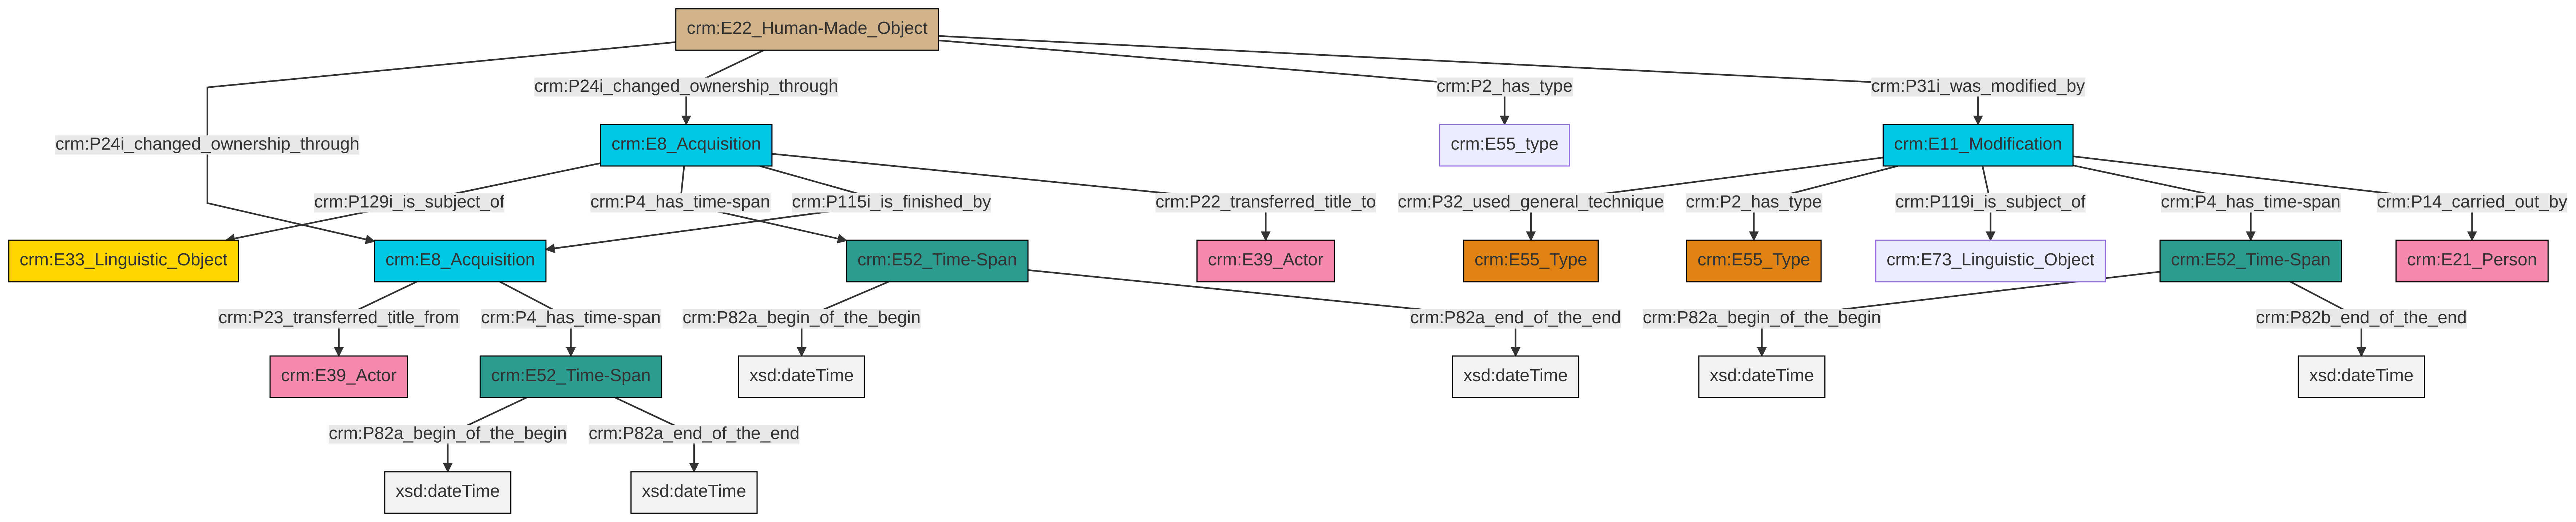 crm:E22_Human-Made_Object
crm:P24i_changed_ownership_through
crm:P2_has_type
crm:P31i_was_modified_by
crm:P24i_changed_ownership_through
crm:E8_Acquisition
crm:E55_type
crm:E11_Modification
crm:P129i_is_subject_of
crm:P4_has_time-span
crm:P115i_is_finished_by
crm:P22_transferred_title_to
crm:P32_used_general_technique
crm:P2_has_type
crm:P119i_is_subject_of
crm:P4_has_time-span
crm:P14_carried_out_by
crm:E33_Linguistic_Object
crm:E8_Acquisition
crm:E52_Time-Span
crm:E39_Actor
crm:E55_Type
crm:E55_Type
crm:E73_Linguistic_Object
crm:E52_Time-Span
crm:E21_Person
crm:P23_transferred_title_from
crm:P4_has_time-span
crm:P82a_begin_of_the_begin
crm:P82a_end_of_the_end
crm:P82a_begin_of_the_begin
crm:P82b_end_of_the_end
crm:E39_Actor
crm:E52_Time-Span
xsd:dateTime
xsd:dateTime
xsd:dateTime
xsd:dateTime
crm:P82a_begin_of_the_begin
crm:P82a_end_of_the_end
xsd:dateTime
xsd:dateTime